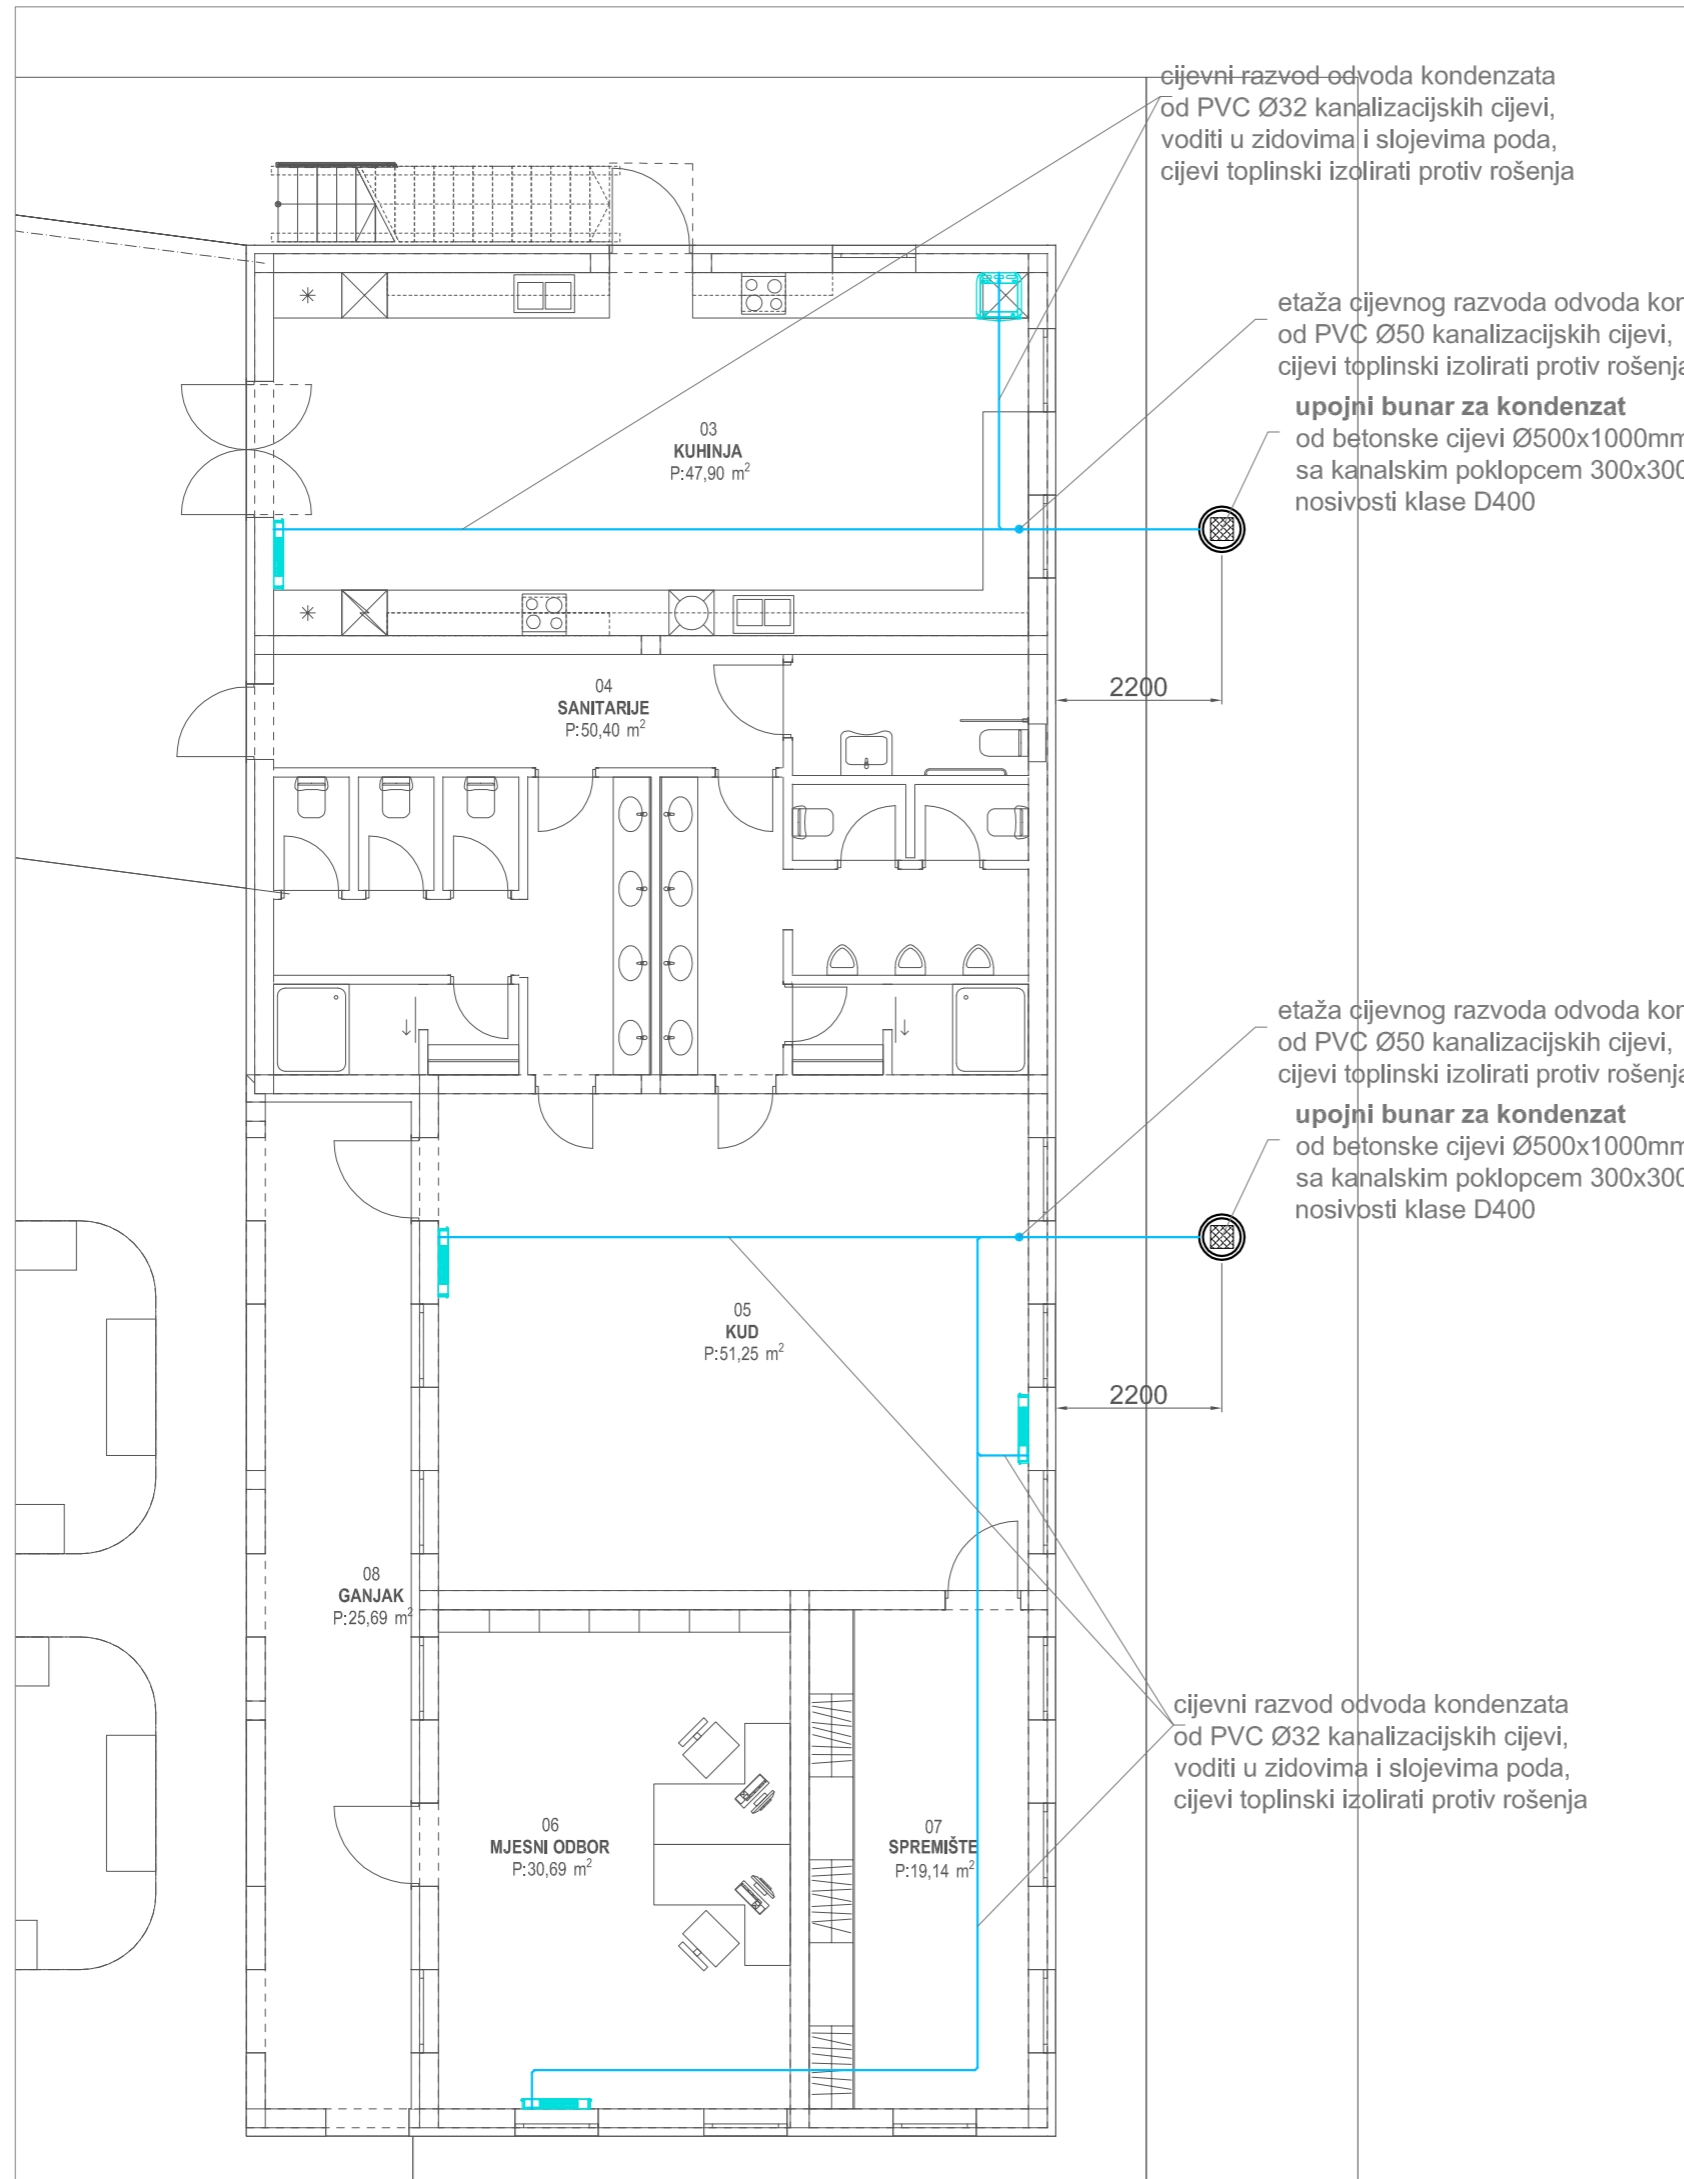 cijevni razvod odvoda kondenzata
od PVC Ø32 kanalizacijskih cijevi,
voditi u zidovima i slojevima poda,
cijevi toplinski izolirati protiv rošenja
etaža cijevnog razvoda odvoda
od PVC Ø50 kanalizacijskih cijevi,
cijevi toplinski izolirati protiv
upojni bunar za kondenzat
od betonske cijevi Ø500x1000mm
sa kanalskim poklopcem 300x300
nosivosti klase D400
03
KUHINJA
P:47,90 m²
04
SANITARIJE
P:50,40 m²
2200
etaža cijevnog razvoda odvoda
od PVC Ø50 kanalizacijskih cijevi,
cijevi toplinski izolirati protiv
upojni bunar za kondenzat
od betonske cijevi Ø500x1000mm
sa kanalskim poklopcem 300x300
nosivosti klase D400
05
KUD
P:51,25 m²
2200
08
GANJAK
P:25,69 m²
cijevni razvod odvoda kondenzata
od PVC Ø32 kanalizacijskih cijevi,
voditi u zidovima i slojevima poda,
cijevi toplinski izolirati protiv rošenja
06
MJESNI ODBOR
P:30,69 m²
07
SPREMIŠTE
P:19,14 m²